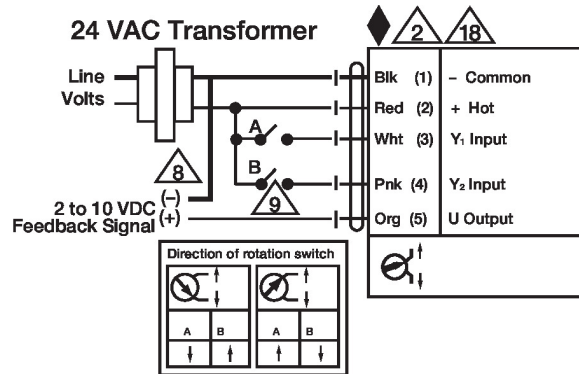 24 VAC Transformer
2 18
Line
Volts
Blk (1) – Common
Red (2) + Hot
A
Wht (3) Y1 Input
B
Pnk (4) Y2 Input
8
9
2 to 10 VDC (–)
Feedback Signal (+)
Org (5) U Output
Direction of rotation switch
A B A B